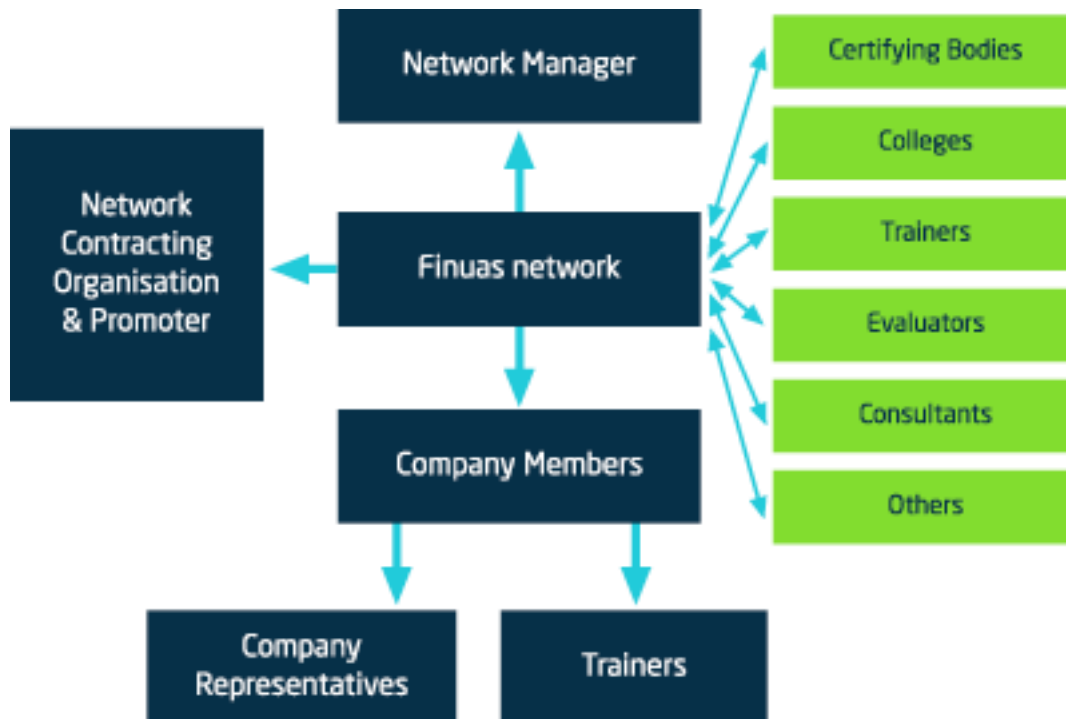 Network Manager
Certifying Bodies
Colleges
Network
Contracting
Organisation
& Promoter
Finuas network
Trainers
Evaluators
Company Members
Consultants
Others
Company
Representatives
Trainers